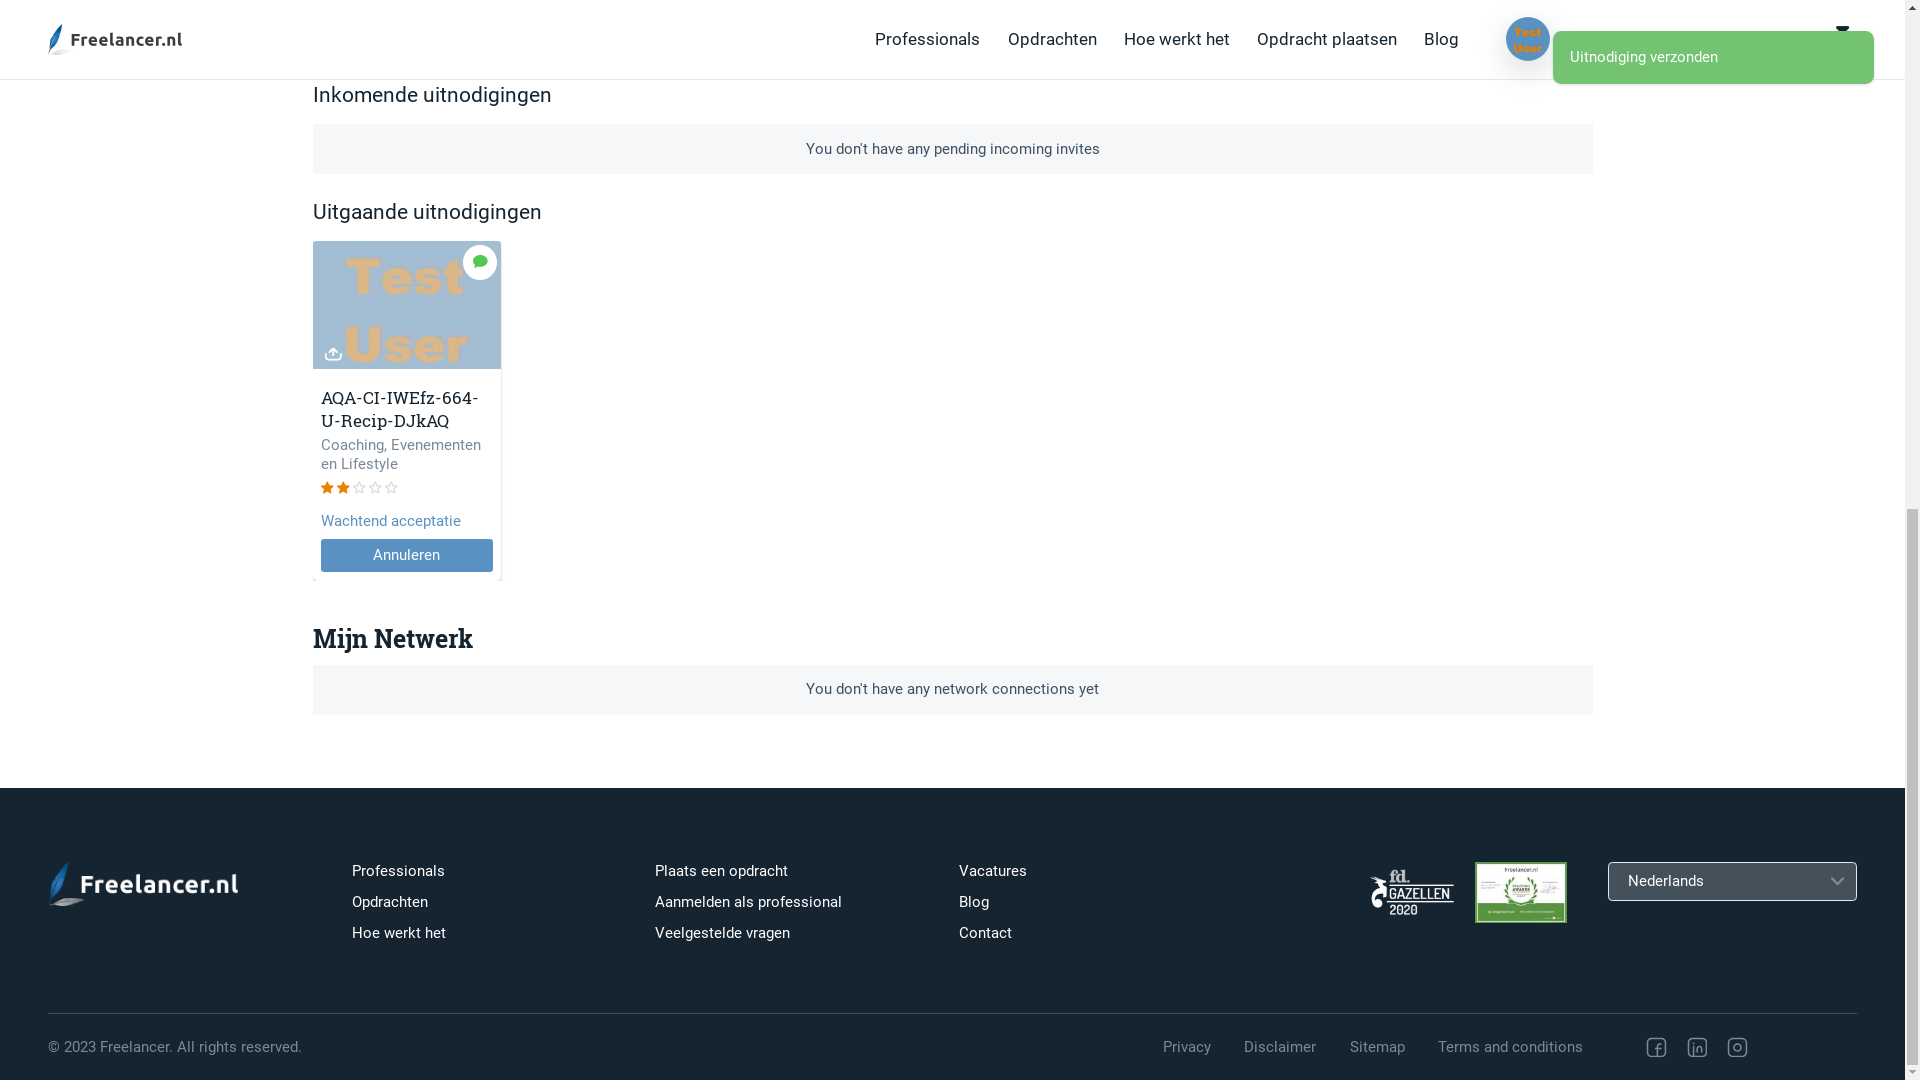 Freelancer.nl
Professionals
Opdrachten
Hoe werkt het
Opdracht plaatsen
Blog
Test
User
Uitnodiging verzonden
Inkomende uitnodigingen
You don't have any pending incoming invites
Uitgaande uitnodigingen
Test
User
AQA-CI-IWEfz-664-
U-Recip-DJkAQ
Coaching, Evenementen
en Lifestyle
Wachtend acceptatie
Annuleren
Mijn Netwerk
You don't have any network connections yet
Freelancer.nl
Professionals
Opdrachten
Hoe werkt het
Plaats een opdracht
Aanmelden als professional
Veelgestelde vragen
Vacatures
Blog
Contact
fd.
GAZELLEN
2020
Freelancer.nl
Nederlands
© 2023 Freelancer. All rights reserved.
Privacy
Disclaimer
Sitemap
Terms and conditions